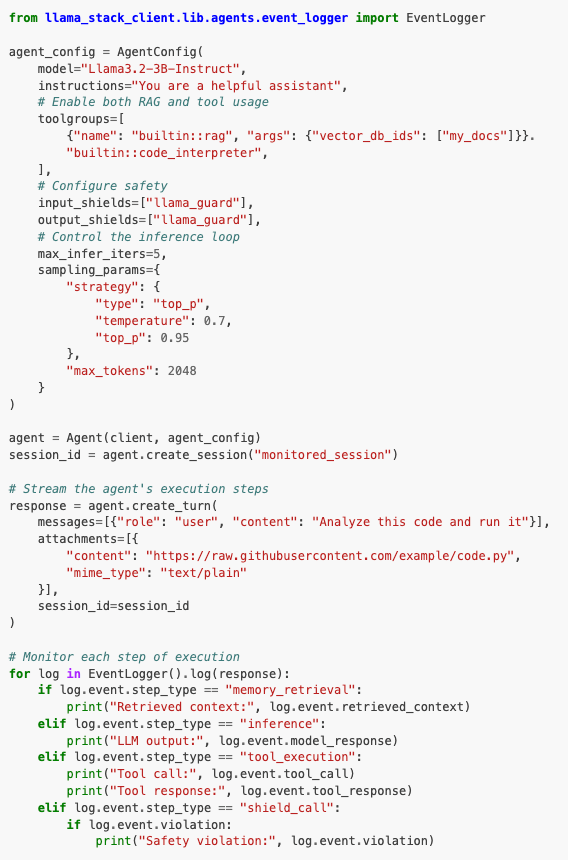 from llama_stack_client.lib.agents.event_logger import EventLogger

agent_config = AgentConfig(
    model="Llama3.2-3B-Instruct",
    instructions="You are a helpful assistant",
    # Enable both RAG and tool usage
    toolgroups=[
        {"name": "builtin::rag", "args": {"vector_db_ids": ["my_docs"]}}.
        "builtin::code_interpreter",
    ],
    # Configure safety
    input_shields=["llama_guard"],
    output_shields=["llama_guard"],
    # Control the inference loop
    max_infer_iters=5,
    sampling_params={
        "strategy": {
            "type": "top_p",
            "temperature": 0.7,
            "top_p": 0.95
        },
        "max_tokens": 2048
    }
)

agent = Agent(client, agent_config)
session_id = agent.create_session("monitored_session")

# Stream the agent's execution steps
response = agent.create_turn(
    messages=[{"role": "user", "content": "Analyze this code and run it"}],
    attachments=[{
        "content": "https://raw.githubusercontent.com/example/code.py",
        "mime_type": "text/plain"
    }],
    session_id=session_id
)

# Monitor each step of execution
for log in EventLogger().log(response):
    if log.event.step_type == "memory_retrieval":
        print("Retrieved context:", log.event.retrieved_context)
    elif log.event.step_type == "inference":
        print("LLM output:", log.event.model_response)
    elif log.event.step_type == "tool_execution":
        print("Tool call:", log.event.tool_call)
        print("Tool response:", log.event.tool_response)
    elif log.event.step_type == "shield_call":
        if log.event.violation:
            print("Safety violation:", log.event.violation)